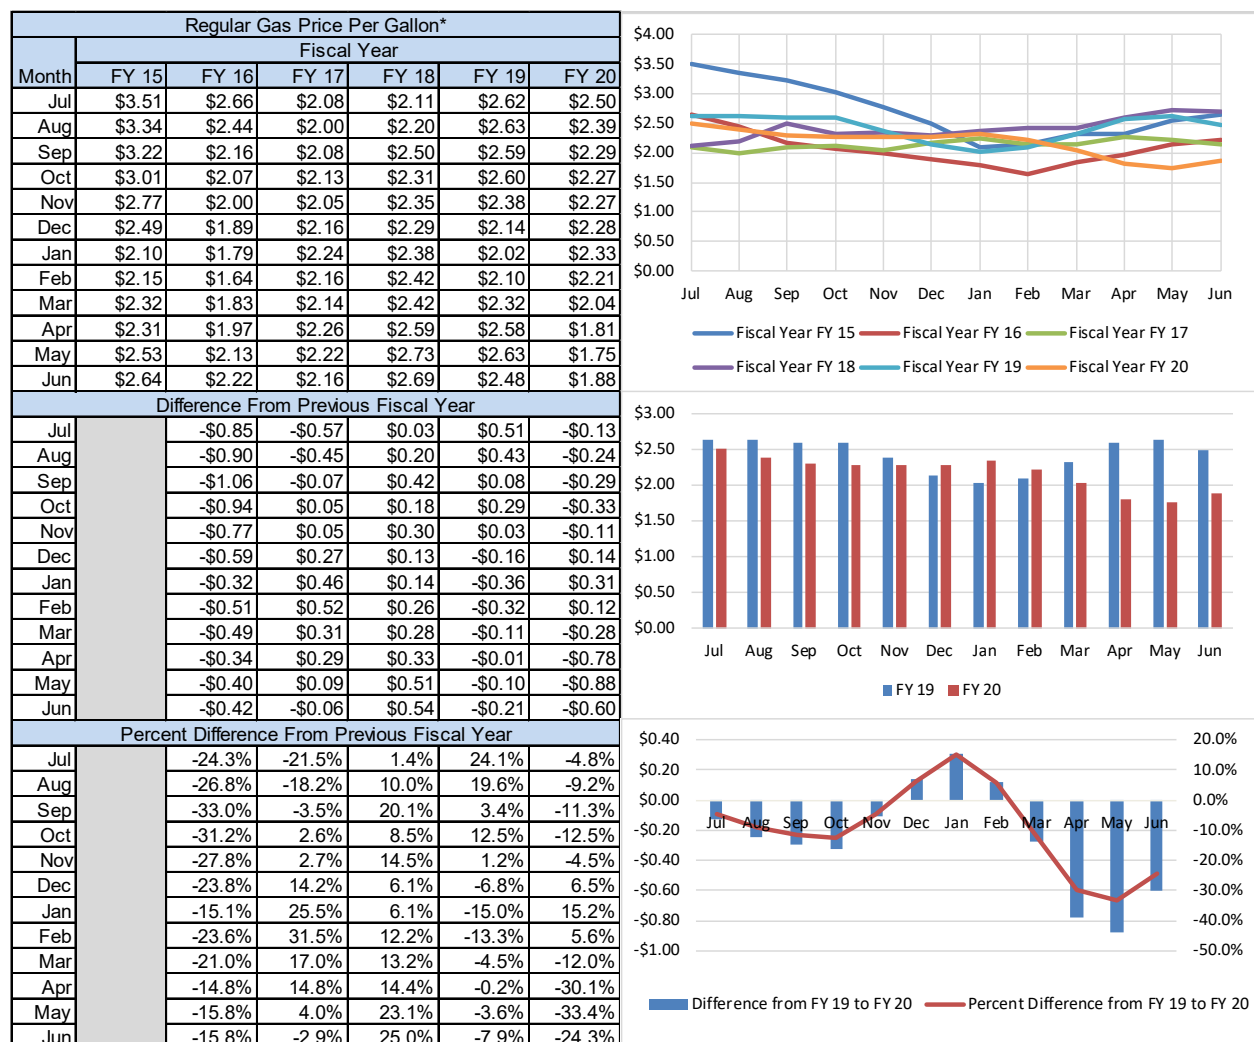 Regular Gas Price Per Gallon*
Fiscal Year
Month FY 15 FY 16 FY 17 FY 18 FY 19 FY 20
Jul $3.51 $2.66 $2.08 $2.11 $2.62 $2.50
Aug $3.34 $2.44 $2.00 $2.20 $2.63 $2.39
Sep $3.22 $2.16 $2.08 $2.50 $2.59 $2.29
Oct $3.01 $2.07 $2.13 $2.31 $2.60 $2.27
Nov $2.77 $2.00 $2.05 $2.35 $2.38 $2.27
Dec $2.49 $1.89 $2.16 $2.29 $2.14 $2.28
Jan $2.10 $1.79 $2.24 $2.38 $2.02 $2.33
Feb $2.15 $1.64 $2.16 $2.42 $2.10 $2.21
Mar $2.32 $1.83 $2.14 $2.42 $2.32 $2.04
Apr $2.31 $1.97 $2.26 $2.59 $2.58 $1.81
May $2.53 $2.13 $2.22 $2.73 $2.63 $1.75
Jun $2.64 $2.22 $2.16 $2.69 $2.48 $1.88
Difference From Previous Fiscal Year
Jul -$0.85 -$0.57 $0.03 $0.51 -$0.13
Aug -$0.90 -$0.45 $0.20 $0.43 -$0.24
Sep -$1.06 -$0.07 $0.42 $0.08 -$0.29
Oct -$0.94 $0.05 $0.18 $0.29 -$0.33
Nov -$0.77 $0.05 $0.30 $0.03 -$0.11
Dec -$0.59 $0.27 $0.13 -$0.16 $0.14
Jan -$0.32 $0.46 $0.14 -$0.36 $0.31
Feb -$0.51 $0.52 $0.26 -$0.32 $0.12
Mar -$0.49 $0.31 $0.28 -$0.11 -$0.28
Apr -$0.34 $0.29 $0.33 -$0.01 -$0.78
May -$0.40 $0.09 $0.51 -$0.10 -$0.88
Jun -$0.42 -$0.06 $0.54 -$0.21 -$0.60
Percent Difference From Previous Fiscal Year
Jul -24.3% -21.5% 1.4% 24.1% -4.8%
Aug -26.8% -18.2% 10.0% 19.6% -9.2%
Sep -33.0% -3.5% 20.1% 3.4% -11.3%
Oct -31.2% 2.6% 8.5% 12.5% -12.5%
Nov -27.8% 2.7% 14.5% 1.2% -4.5%
Dec -23.8% 14.2% 6.1% -6.8% 6.5%
Jan -15.1% 25.5% 6.1% -15.0% 15.2%
Feb -23.6% 31.5% 12.2% -13.3% 5.6%
Mar -21.0% 17.0% 13.2% -4.5% -12.0%
Apr -14.8% 14.8% 14.4% -0.2% -30.1%
May -15.8% 4.0% 23.1% -3.6% -33.4%
Jun -15.8% -2.9% 25.0% -7.9% -24.3%
$4.00
$3.50
$3.00
$2.50
$2.00
$1.50
$1.00
$0.50
$0.00
Jul Aug Sep Oct Nov Dec Jan Feb Mar Apr May Jun
Fiscal Year FY 15 Fiscal Year FY 16 Fiscal Year FY 17
Fiscal Year FY 18 Fiscal Year FY 19 Fiscal Year FY 20
$3.00
$2.50
$2.00
$1.50
$1.00
$0.50
$0.00
Jul Aug Sep Oct Nov Dec Jan Feb Mar Apr May Jun
FY 19 FY 20
$0.40 20.0%
$0.20 10.0%
$0.00 0.0%
Jul Aug Sep Oct Nov Dec Jan Feb Mar Apr May Jun
-$0.20 -10.0%
-$0.40 -20.0%
-$0.60 -30.0%
-$0.80 -40.0%
-$1.00 -50.0%
Difference from FY 19 to FY 20 Percent Difference from FY 19 to FY 20